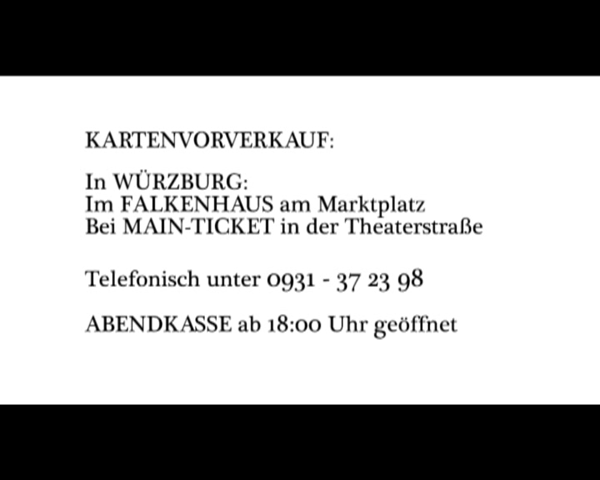 KARTENVORVERKAUF:
In WÜRZBURG:
Im FALKENHAUS am Marktplatz
Bei MAIN-TICKET in der Theaterstraße
Telefonisch unter 0931 - 37 23 98
ABENDKASSE ab 18:00 Uhr geöffnet